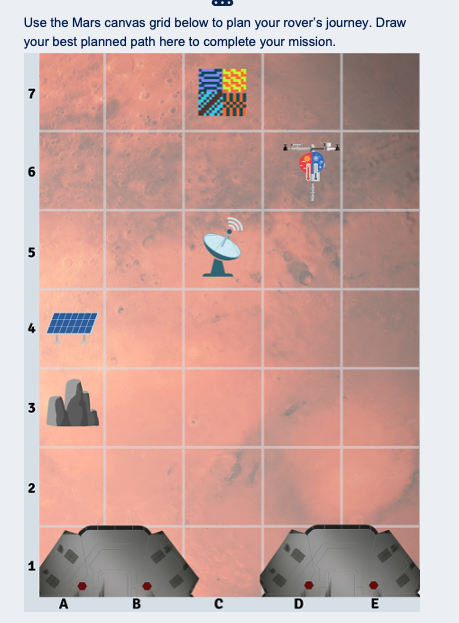 Use the Mars canvas grid below to plan your rover's journey. Draw
your best planned path here to complete your mission.
7
6
5
4
3
2
1
A B C D E